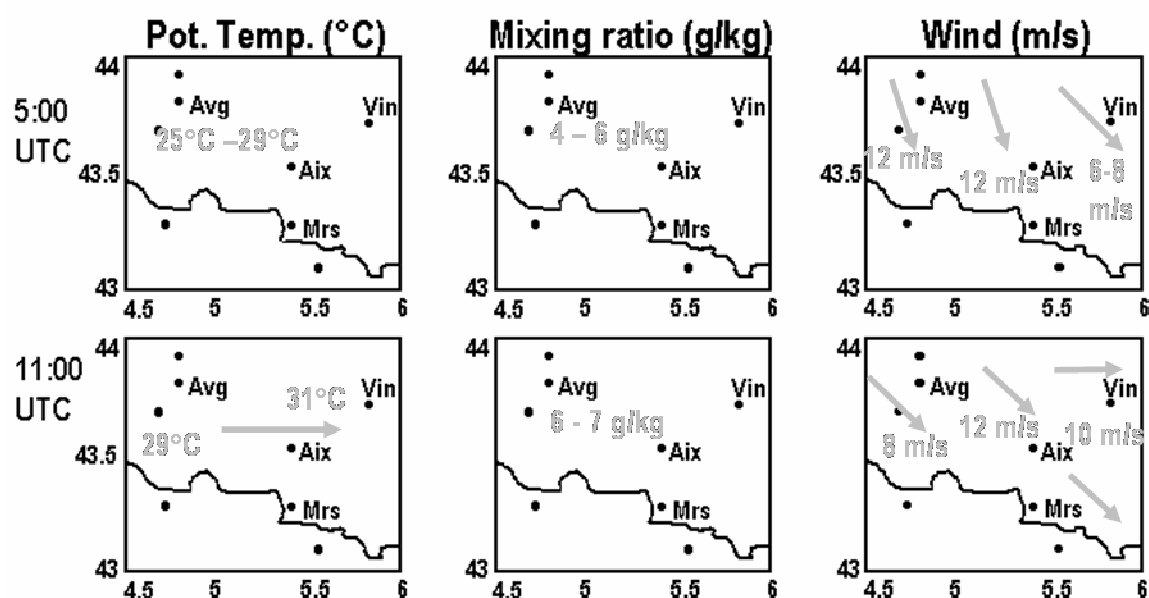 Pot. Temp. (°C) Mixing ratio (g/kg) Wind (m/s)
5:00
UTC
44
43.5
43
Avg
Vin
25°C –29°C
Aix
Mrs
4.5 5 5.5 6
44
43.5
43
Avg
Vin
4 – 6 g/kg
Aix
Mrs
4.5 5 5.5 6
44
43.5
43
Avg
Vin
12 m/s
12 m/s
6-8
m/s
Aix
Mrs
4.5 5 5.5 6
11:00
UTC
44
43.5
43
Avg
Vin
31°C
29°C
Aix
Mrs
4.5 5 5.5 6
44
43.5
43
Avg
Vin
6 - 7 g/kg
Aix
Mrs
4.5 5 5.5 6
44
43.5
43
Avg
Vin
8 m/s
12 m/s
10 m/s
Aix
Mrs
4.5 5 5.5 6